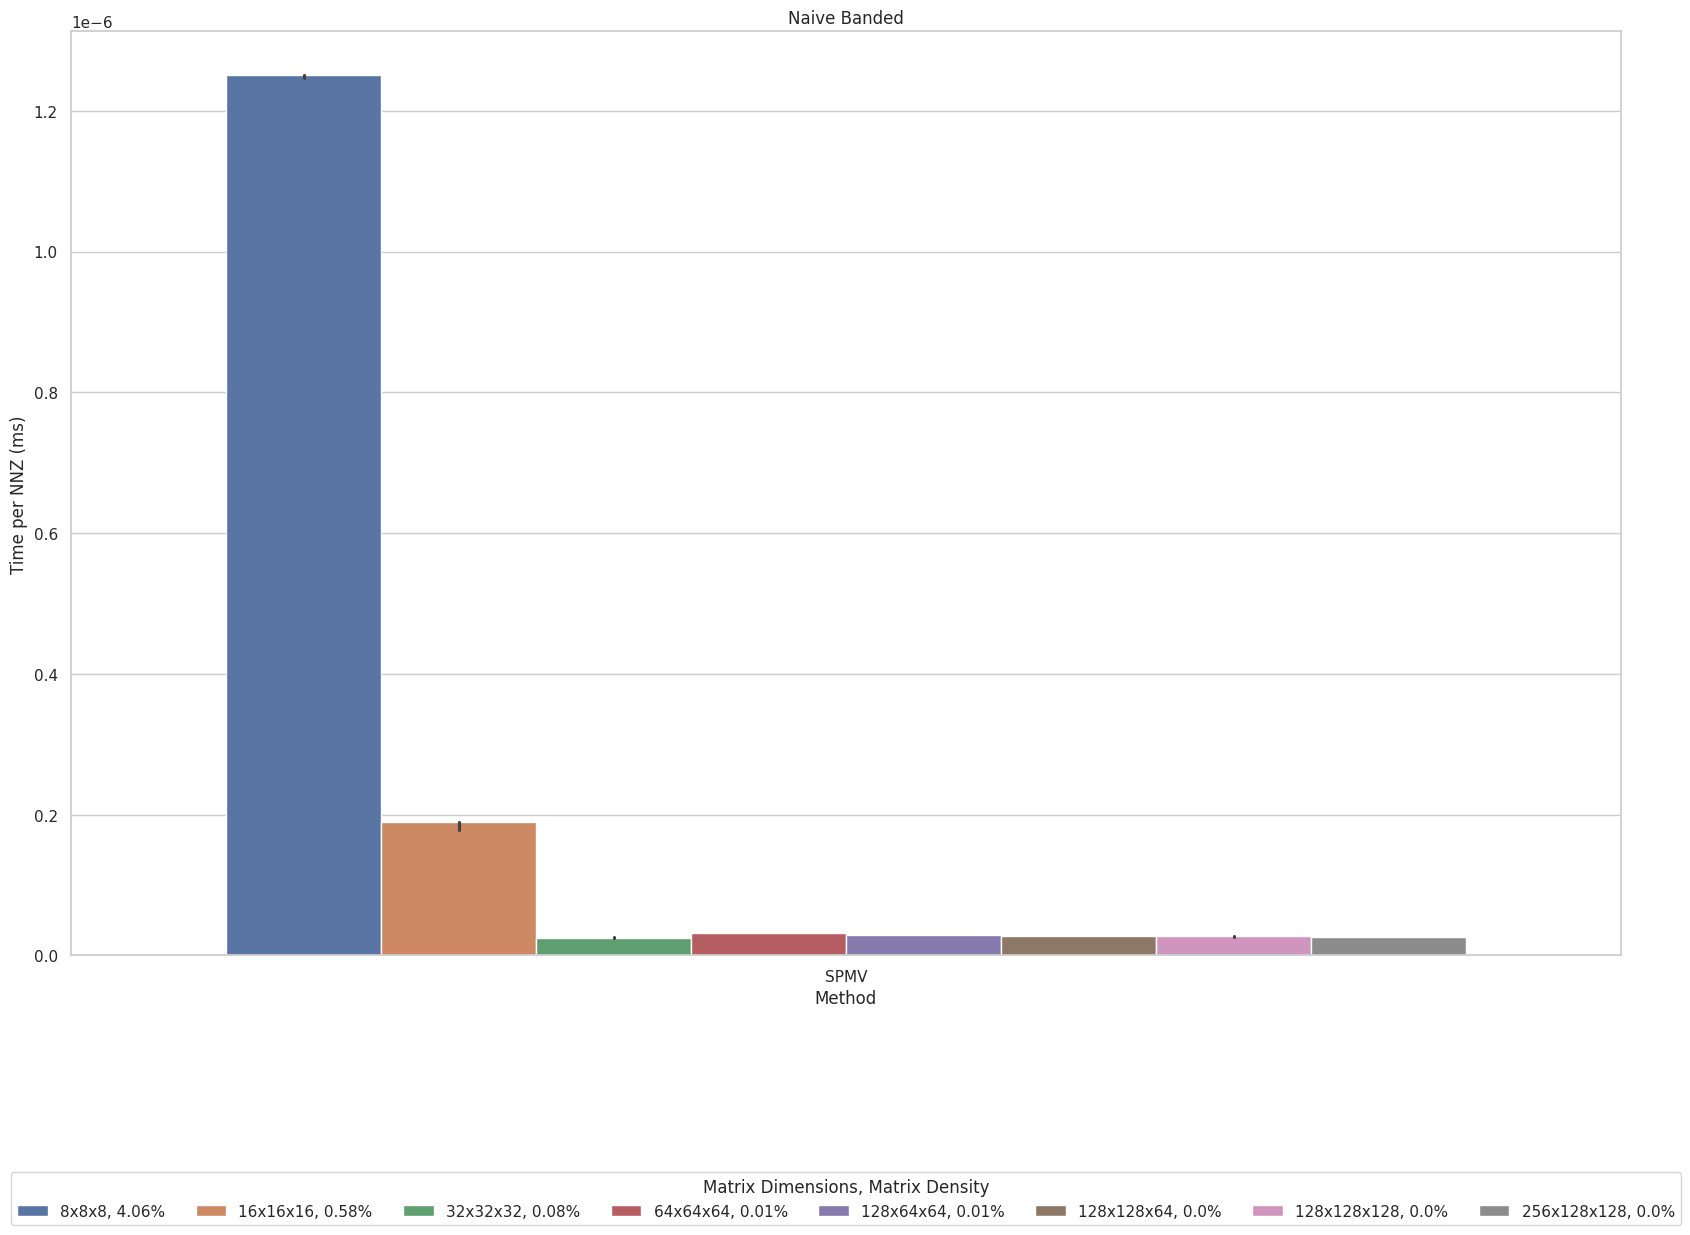 Naive Banded
1e−6
1.2
1.0
0.8
0.6
0.4
0.2
0.0
Time per NNZ (ms)
SPMV
Method
Matrix Dimensions, Matrix Density
8x8x8, 4.06% 16x16x16, 0.58% 32x32x32, 0.08% 64x64x64, 0.01% 128x64x64, 0.01% 128x128x64, 0.0% 128x128x128, 0.0% 256x128x128, 0.0%